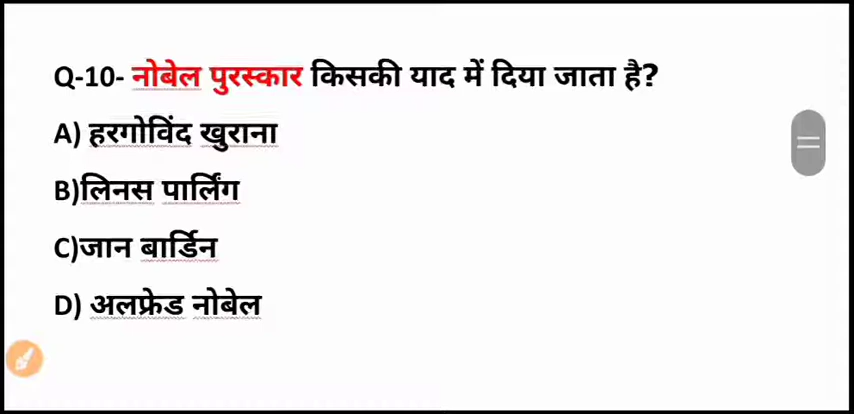 Q-10- नोबेल पुरस्कार किसकी याद में दिया जाता है?
A) हरगोविंद खुराना
B)लिनस पार्लिंग
C)जान बार्डिन
D) अलफ्रेड नोबेल